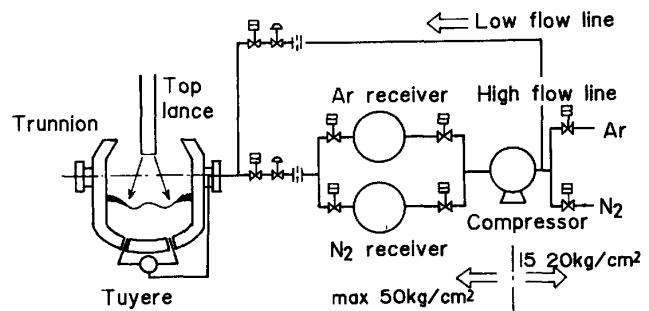 Low flow line
Top
lance
Trunnion
Ar receiver
High flow line
Ar
N2
Compressor
N2 receiver
15 20kg/cm²
max 50kg/cm²
Tuyere